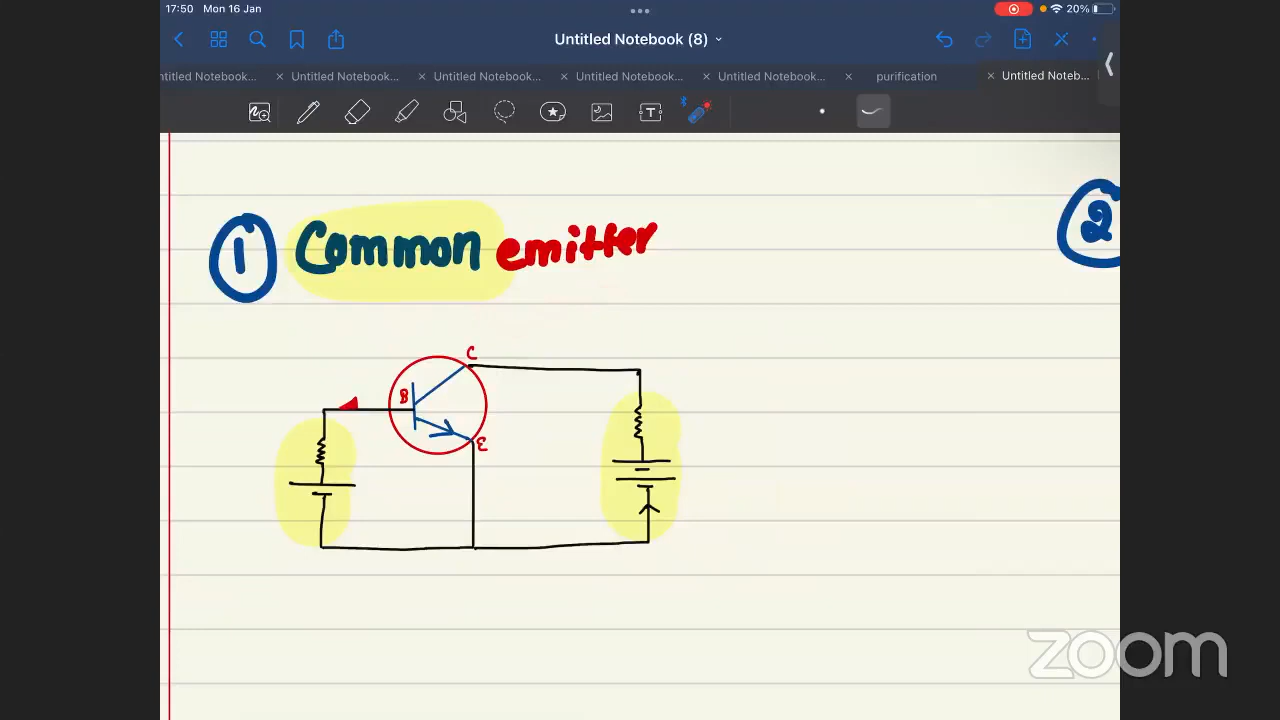 17:50 Mon 16 Jan
20%
Untitled Notebook (8)
ntitled Notebook... Untitled Notebook... Untitled Notebook... Untitled Notebook... Untitled Notebook... purification Untitled Noteb...
T
1 Common emitter
2
C
B
E
zoom